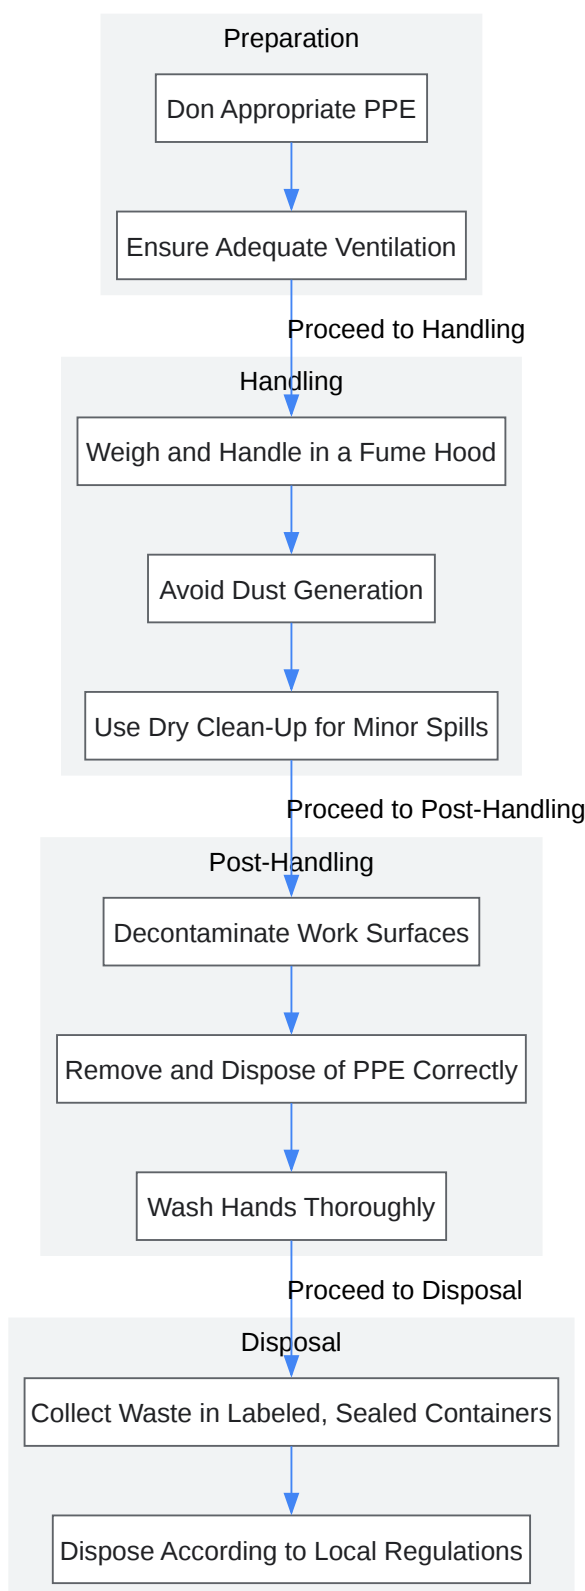 Preparation
Don Appropriate PPE
Ensure Adequate Ventilation
Proceed to Handling
Handling
Weigh and Handle in a Fume Hood
Avoid Dust Generation
Use Dry Clean-Up for Minor Spills
Proceed to Post-Handling
Post-Handling
Decontaminate Work Surfaces
Remove and Dispose of PPE Correctly
Wash Hands Thoroughly
Proceed to Disposal
Disposal
Collect Waste in Labeled, Sealed Containers
Dispose According to Local Regulations